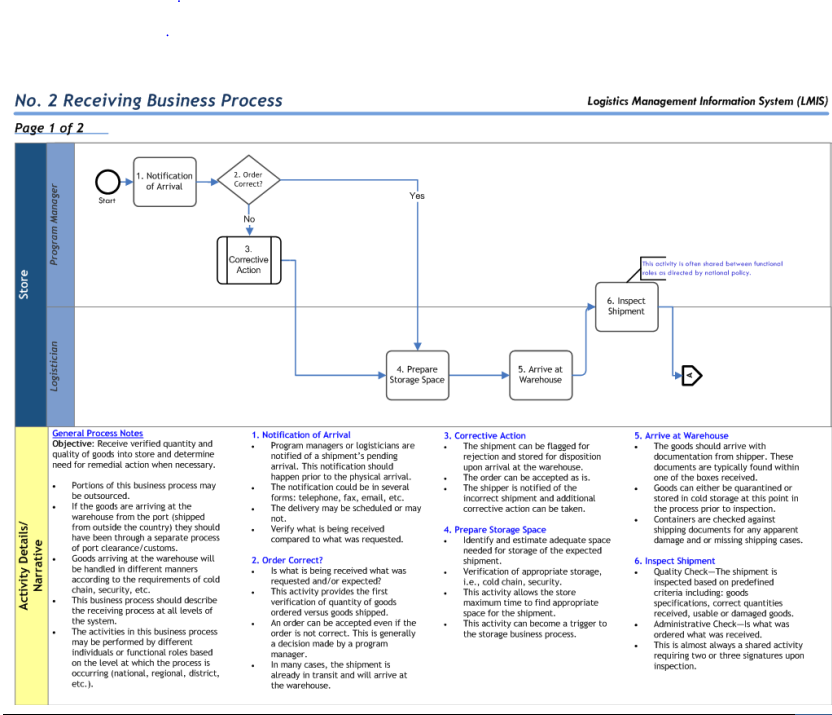 No. 2 Receiving Business Process
Logistics Management Information System (LMIS)
Page 1 of 2
Store
Program Manager
Logistician
Start
1. Notification
of Arrival
2. Order
Correct?
Yes
No
3.
Corrective
Action
This activity is often shared between functional
roles as directed by national policy.
6. Inspect
Shipment
4. Prepare
Storage Space
5. Arrive at
Warehouse
A
Activity Details/
Narrative
General Process Notes
Objective: Receive verified quantity and
quality of goods into store and determine
need for remedial action when necessary.
• Portions of this business process may
be outsourced.
• If the goods are arriving at the
warehouse from the port (shipped
from outside the country) they should
have been through a separate process
of port clearance/customs.
• Goods arriving at the warehouse will
be handled in different manners
according to the requirements of cold
chain, security, etc.
• This business process should describe
the receiving process at all levels of
the system.
• The activities in this business process
may be performed by different
individuals or functional roles based
on the level at which the process is
occurring (national, regional, district,
etc.).
1. Notification of Arrival
• Program managers or logisticians are
notified of a shipment's pending
arrival. This notification should
happen prior to the physical arrival.
• The notification could be in several
forms: telephone, fax, email, etc.
• The delivery may be scheduled or may
not.
• Verify what is being received
compared to what was requested.
2. Order Correct?
• Is what is being received what was
requested and/or expected?
• This activity provides the first
verification of quantity of goods
ordered versus goods shipped.
• An order can be accepted even if the
order is not correct. This is generally
a decision made by a program
manager.
• In many cases, the shipment is
already in transit and will arrive at
the warehouse.
3. Corrective Action
• The shipment can be flagged for
rejection and stored for disposition
upon arrival at the warehouse.
• The order can be accepted as is.
• The shipper is notified of the
incorrect shipment and additional
corrective action can be taken.
4. Prepare Storage Space
• Identify and estimate adequate space
needed for storage of the expected
shipment.
• Verification of appropriate storage,
i.e., cold chain, security.
• This activity allows the store
maximum time to find appropriate
space for the shipment.
• This activity can become a trigger to
the storage business process.
5. Arrive at Warehouse
• The goods should arrive with
documentation from shipper. These
documents are typically found within
one of the boxes received.
• Goods can either be quarantined or
stored in cold storage at this point in
the process prior to inspection.
• Containers are checked against
shipping documents for any apparent
damage and or missing shipping cases.
6. Inspect Shipment
• Quality Check—The shipment is
inspected based on predefined
criteria including: goods
specifications, correct quantities
received, usable or damaged goods.
• Administrative Check—Is what was
ordered what was received.
• This is almost always a shared activity
requiring two or three signatures upon
inspection.